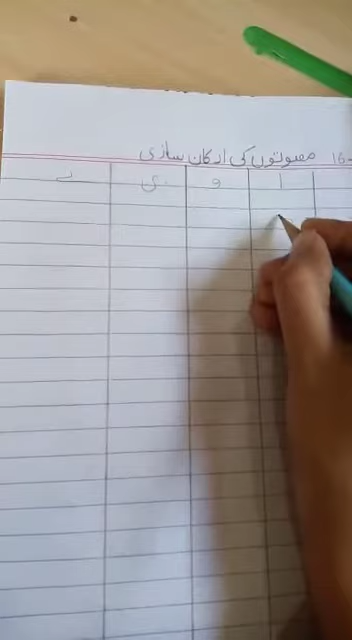 16- مصوتوں کی ارکان سازی
ا و ی ے